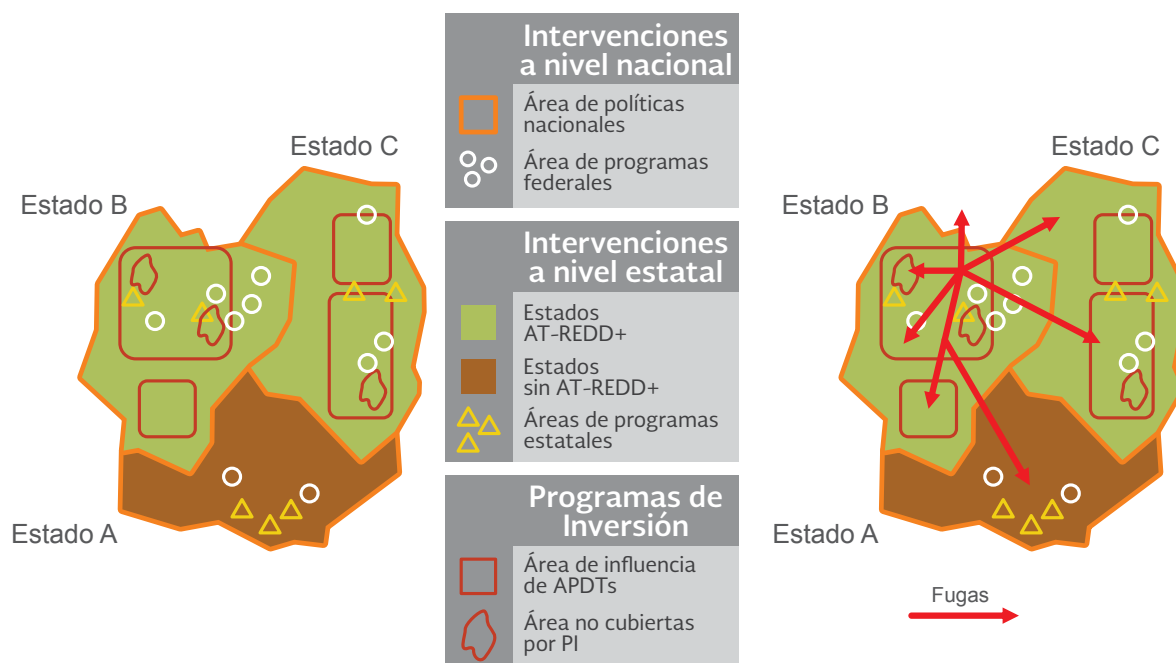 Estado C
Estado B
Estado A
Intervenciones
a nivel nacional
Área de políticas
nacionales
Área de programas
federales
Intervenciones
a nivel estatal
Estados
AT-REDD+
Estados
sin AT-REDD+
Áreas de programas
estatales
Programas de
Inversión
Área de influencia
de APDTs
Área no cubiertas
por PI
Estado C
Estado B
Estado A
Fugas